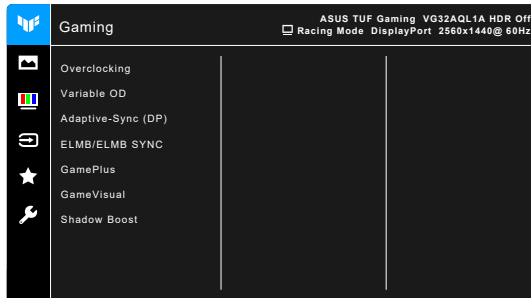 Gaming
ASUS TUF Gaming VG32AQL1A HDR Off
Racing Mode DisplayPort 2560x1440@ 60Hz
Overclocking
Variable OD
Adaptive-Sync (DP)
ELMB/ELMB SYNC
GamePlus
GameVisual
Shadow Boost